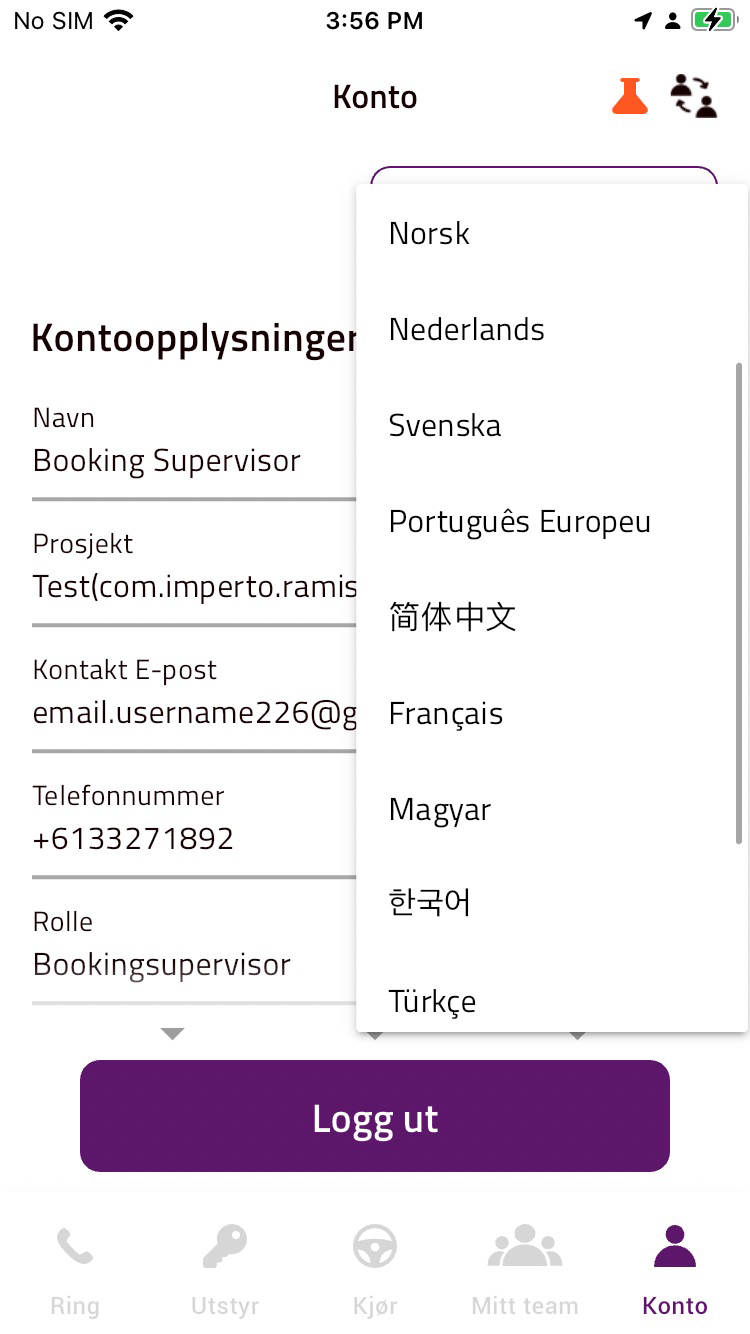 No SIM 3:56 PM
Konto
Norsk
Nederlands
Svenska
Português Europeu
简体中文
Français
Magyar
한국어
Türkçe
Kontoopplysninger
Navn
Booking Supervisor
Prosjekt
Test(com.imperto.ramis
Kontakt E-post
email.username226@g
Telefonnummer
+6133271892
Rolle
Bookingsupervisor
Logg ut
Ring Utstyr Kjør Mitt team Konto